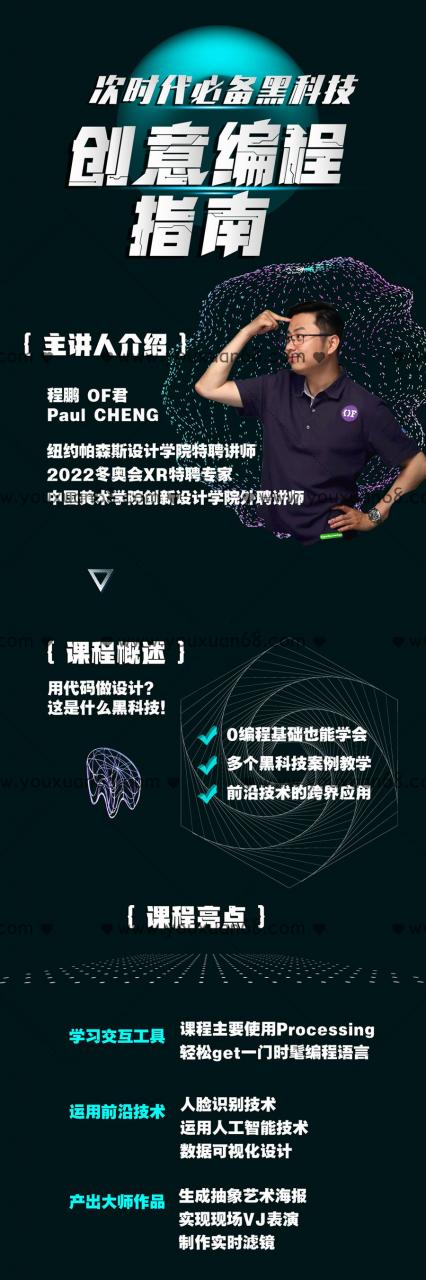 次时代必备黑科技
创意编程
指南
{ 主讲人介绍 }
程鹏 OF君
Paul CHENG
OF
纽约帕森斯设计学院特聘讲师
2022冬奥会XR特聘专家
中国美术学院创新设计学院外聘讲师
{ 课程概述 }
www.youxuan68.com
用代码做设计?
这是什么黑科技!
0编程基础也能学会
多个黑科技案例教学
前沿技术的跨界应用
{ 课程亮点 }
学习交互工具
课程主要使用Processing
轻松get一门时髦编程语言
运用前沿技术
人脸识别技术
运用人工智能技术
数据可视化设计
产出大师作品
生成抽象艺术海报
实现现场VJ表演
制作实时滤镜